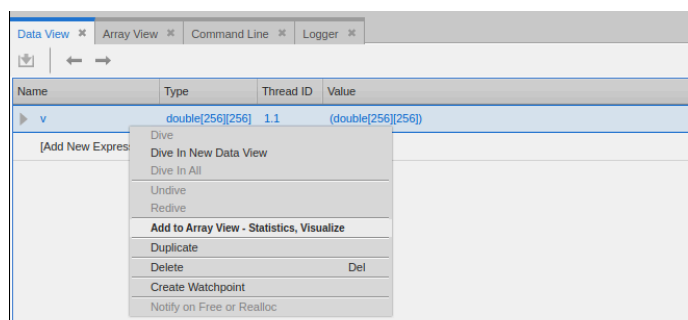 Data View Array View Command Line Logger
Name Type Thread ID Value
v double[256][256] 1.1 (double[256][256])
[Add New Expres
Dive
Dive In New Data View
Dive In All
Undive
Redive
Add to Array View - Statistics, Visualize
Duplicate
Delete Del
Create Watchpoint
Notify on Free or Realloc